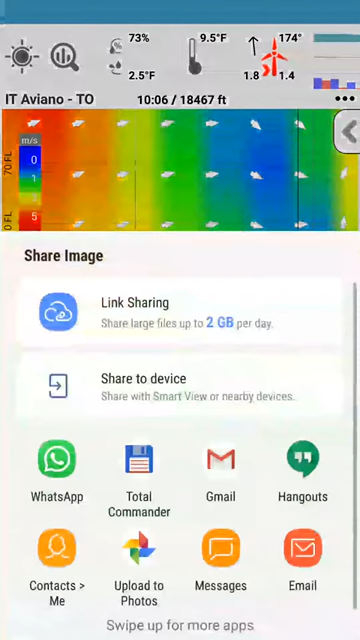 73%
9.5°F
174°
2.5°F
1.8
1.4
IT Aviano - TO
10:06 / 18467 ft
m/s
0
1
2
5
70 FL
0 FL
Share Image
Link Sharing
Share large files up to 2 GB per day.
Share to device
Share with Smart View or nearby devices.
WhatsApp
Total
Commander
Gmail
Hangouts
Contacts >
Me
Upload to
Photos
Messages
Email
Swipe up for more apps